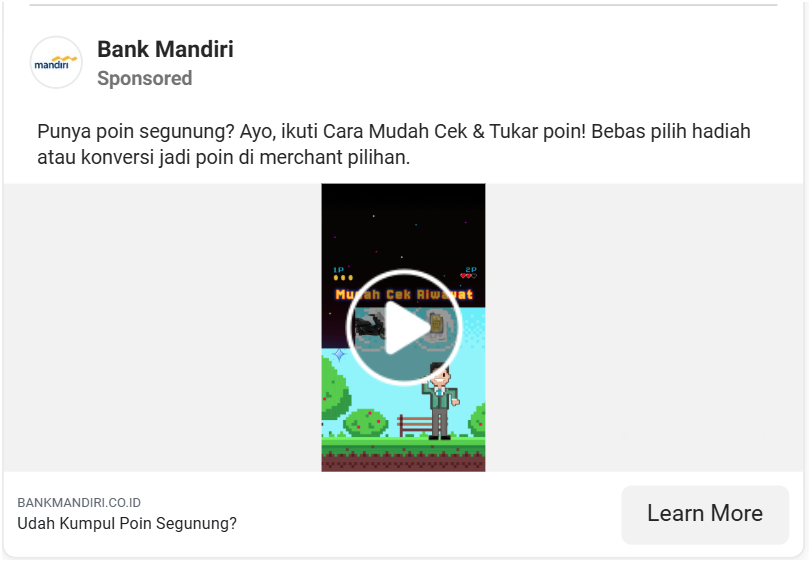 mandiri
Bank Mandiri
Sponsored
Punya poin segunung? Ayo, ikuti Cara Mudah Cek & Tukar poin! Bebas pilih hadiah
atau konversi jadi poin di merchant pilihan.
1P 2P
Mudah Cek Riwayat
BANKMANDIRI.CO.ID
Udah Kumpul Poin Segunung?
Learn More